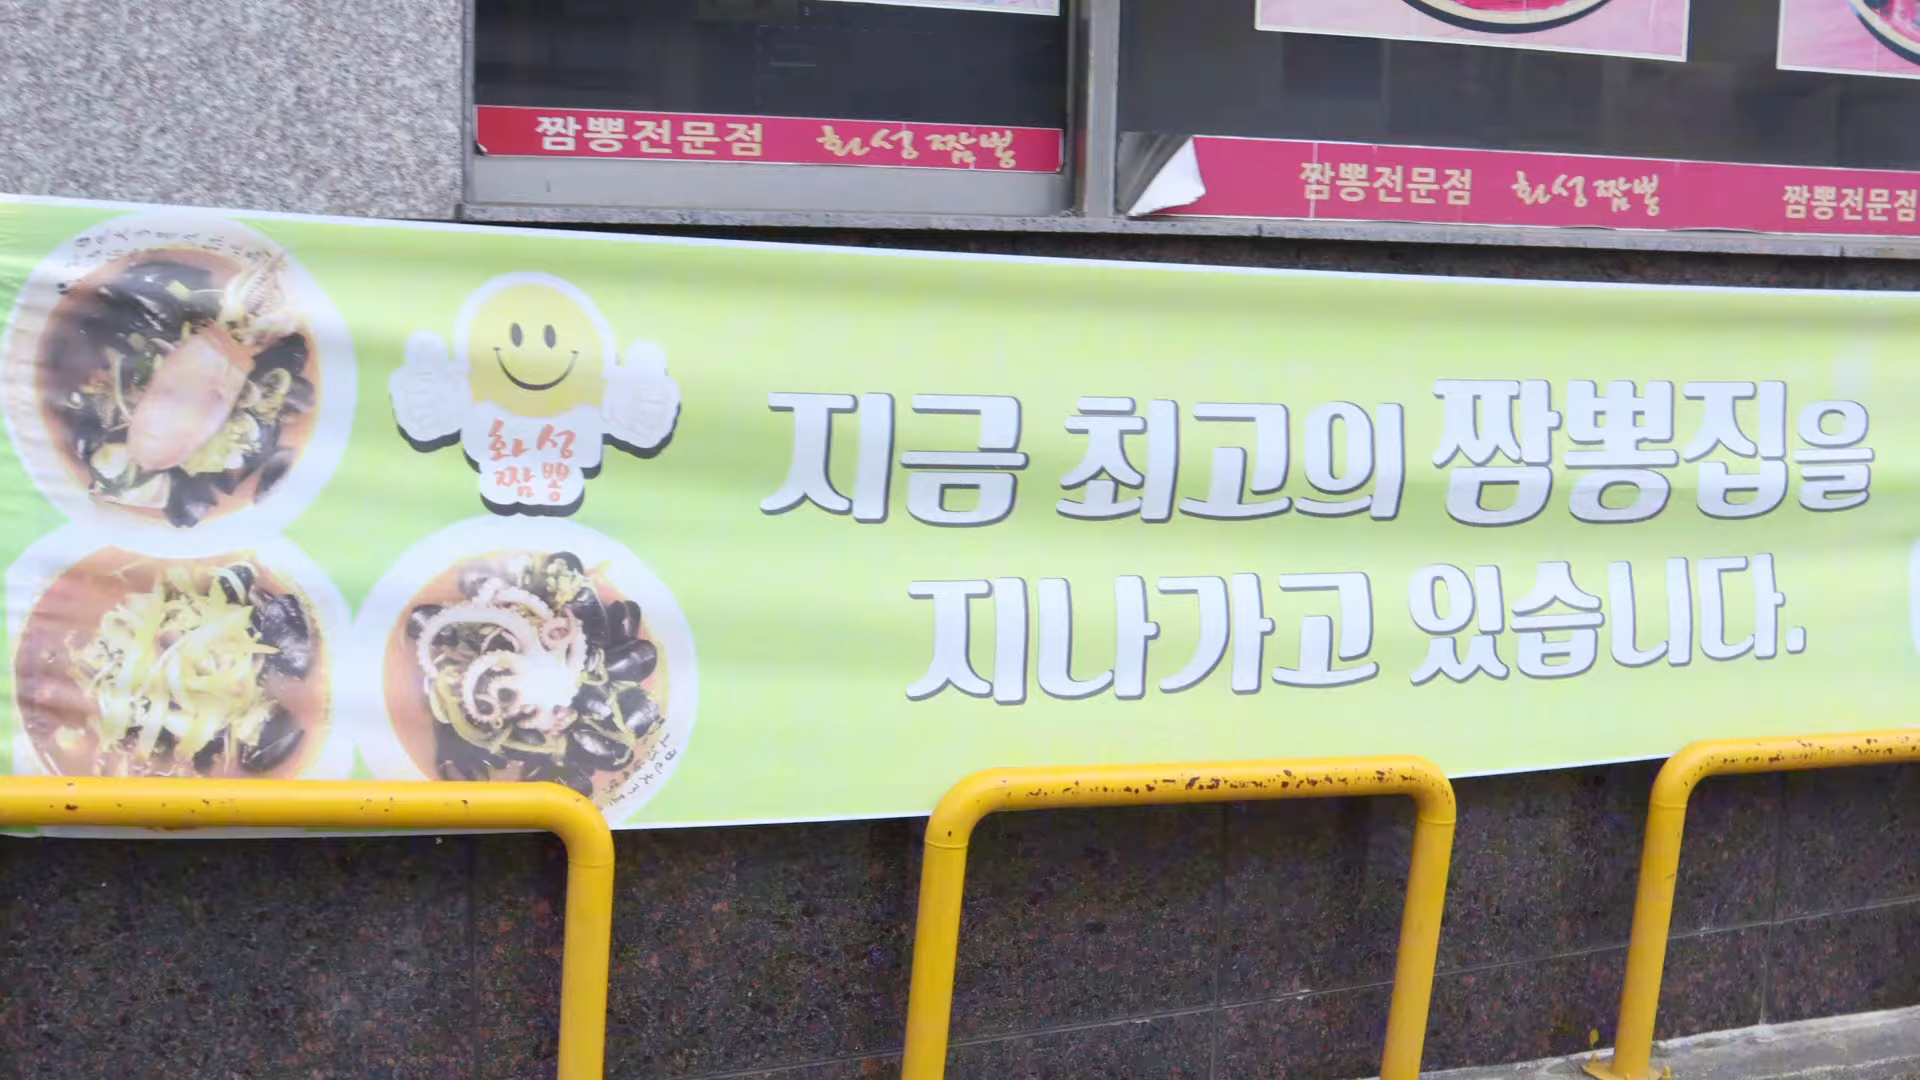 짬뽕전문점 화성짬뽕
짬뽕전문점 화성짬뽕 짬뽕전문점
화성
짬뽕
지금 최고의 짬뽕집을
지나가고 있습니다.